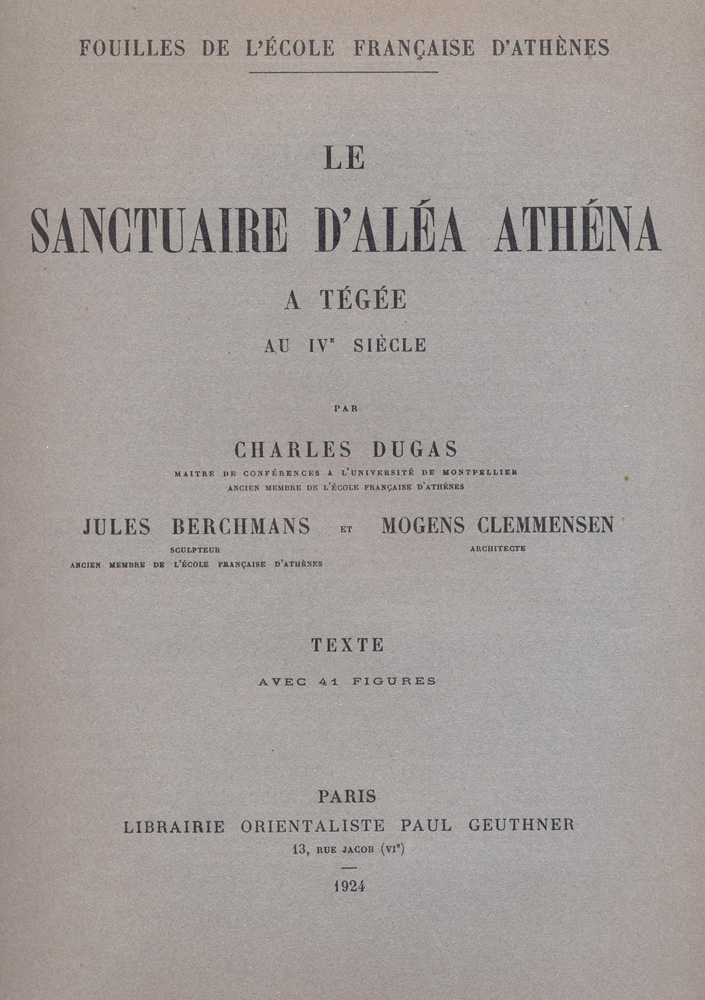 FOUILLES DE L'ÉCOLE FRANÇAISE D'ATHÈNES
LE
SANCTUAIRE D'ALÉA ATHÉNA
A TÉGÉE
AU IVᵉ SIÈCLE
PAR
CHARLES DUGAS
MAITRE DE CONFÉRENCES A L'UNIVERSITÉ DE MONTPELLIER
ANCIEN MEMBRE DE L'ÉCOLE FRANÇAISE D'ATHÈNES
JULES BERCHMANS ET MOGENS CLEMMENSEN
SCULPTEUR ARCHITECTE
ANCIEN MEMBRE DE L'ÉCOLE FRANÇAISE D'ATHÈNES
TEXTE
AVEC 41 FIGURES
PARIS
LIBRAIRIE ORIENTALISTE PAUL GEUTHNER
13, RUE JACOB (VIᵉ)
1924